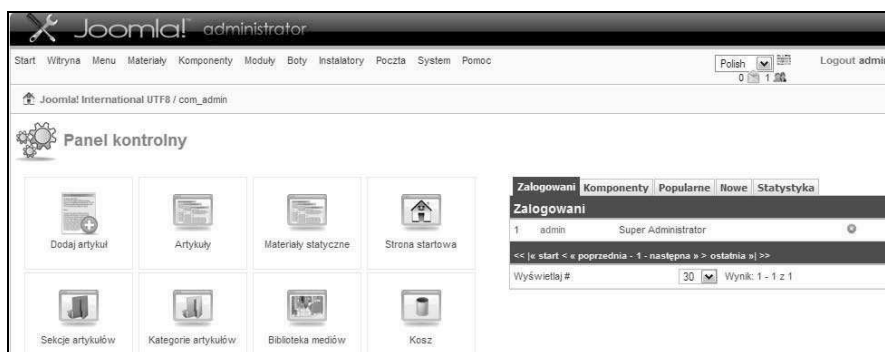 Joomla! administrator
Start Witryna Menu Materiały Komponenty Moduły Boty Instalatory Poczta System Pomoc Polish Logout admin
0 1
Joomla! International UTF8 / com_admin
Panel kontrolny
Zalogowani Komponenty Popularne Nowe Statystyka
Zalogowani
1 admin Super Administrator
Dodaj artykuł Artykuły Materiały statyczne Strona startowa
<< |« start < « poprzednia - 1 - następna » > ostatnia »| >>
Wyświetlaj # 30 Wynik: 1 - 1 z 1
Sekcje artykułów Kategorie artykułów Biblioteka mediów Kosz